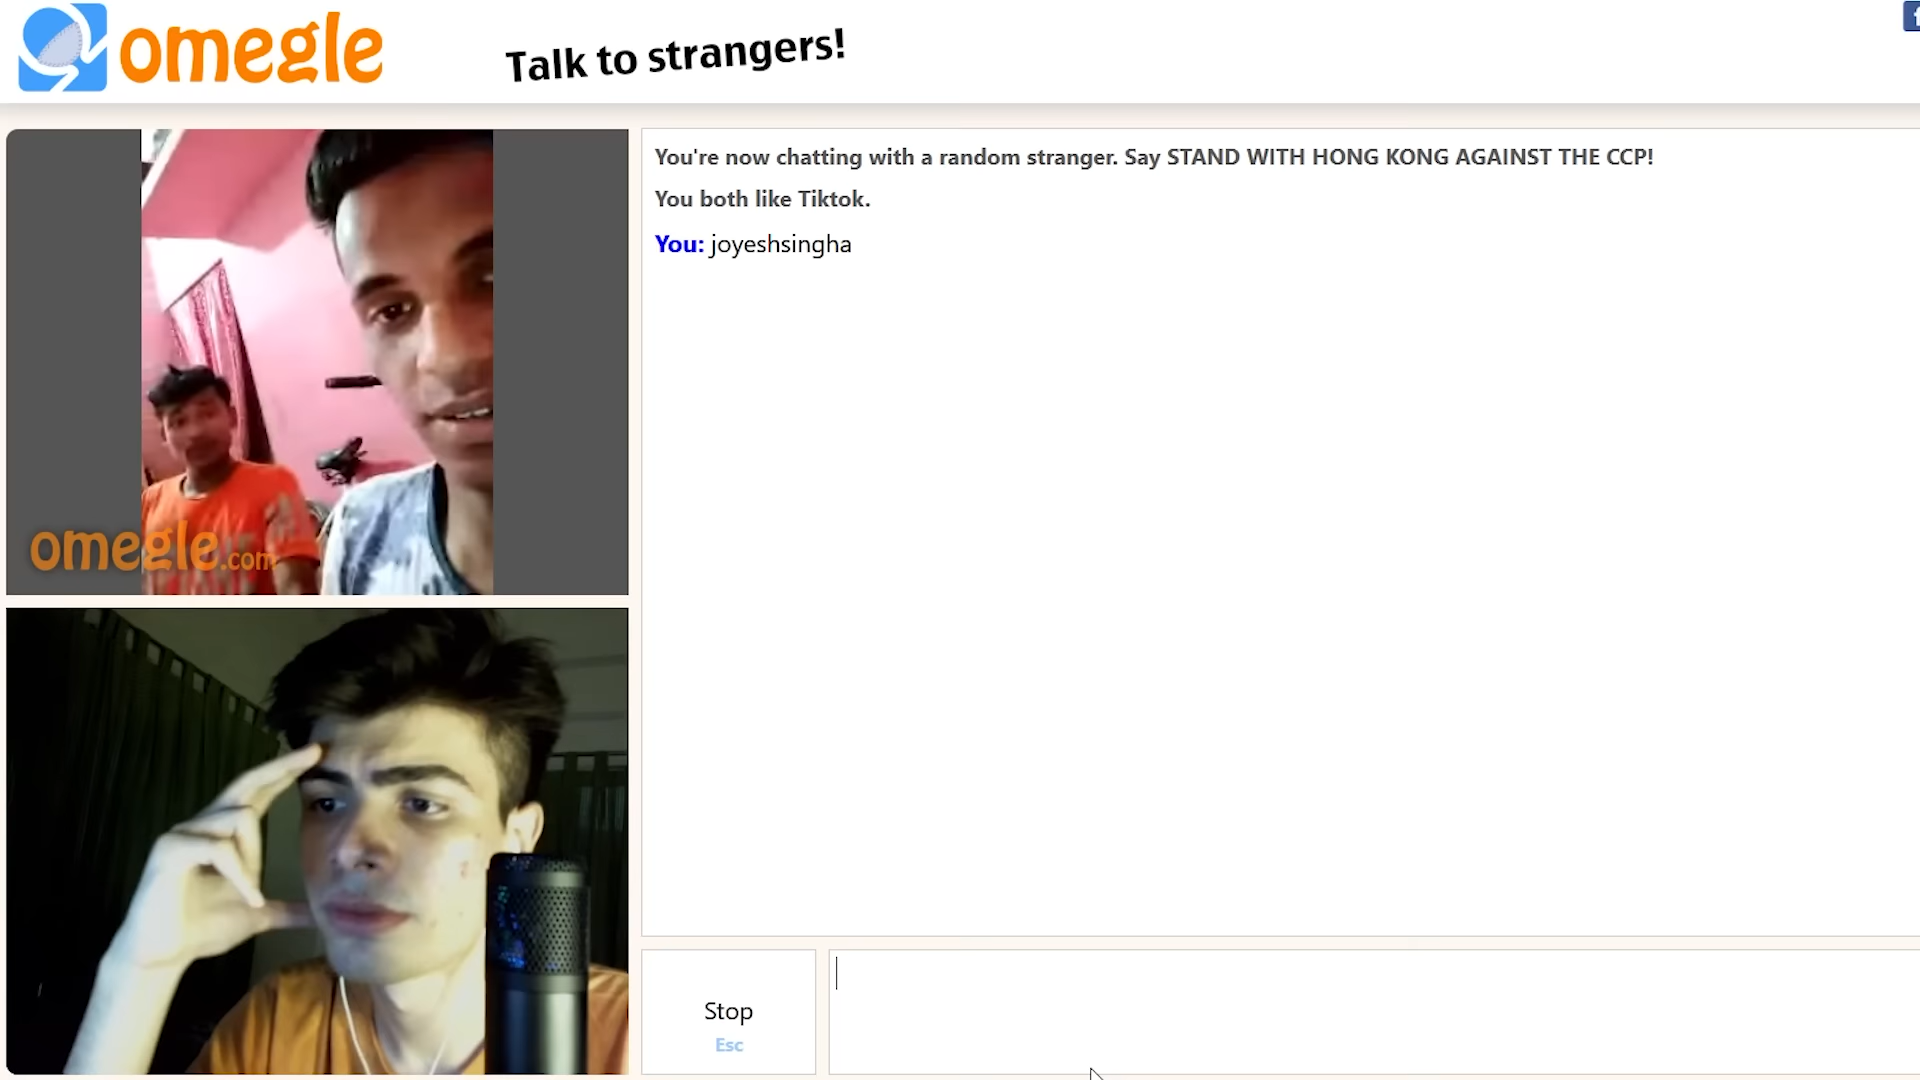 omegle
Talk to strangers!
You're now chatting with a random stranger. Say STAND WITH HONG KONG AGAINST THE CCP!
You both like Tiktok.
You: joyeshsingha
omegle.com
Stop
Esc